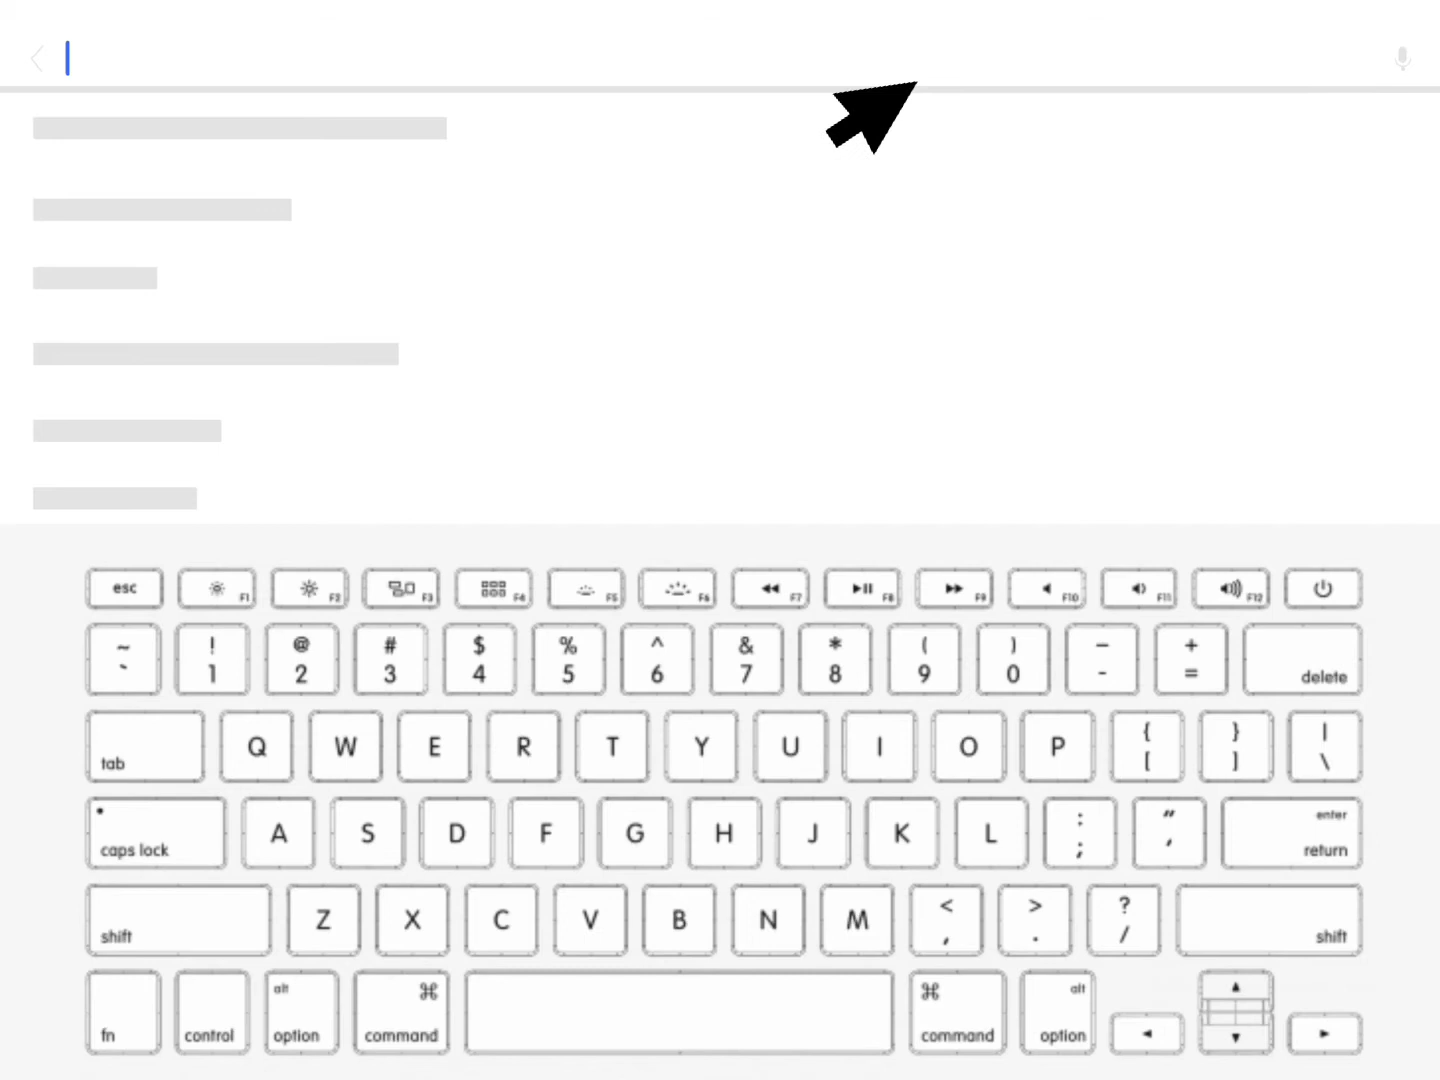 esc F1 F2 F3 F4 F5 F6 F7 F8 F9 F10 F11 F12
~ ! @ # $ % ^ & * ( ) — +
` 1 2 3 4 5 6 7 8 9 0 - = delete
tab Q W E R T Y U I O P { [ } ] | \
caps lock A S D F G H J K L : ; " ' enter return
shift Z X C V B N M < , > . ? / shift
fn control alt option ⌘ command ⌘ command alt option ◀ ▲ ▼ ▶